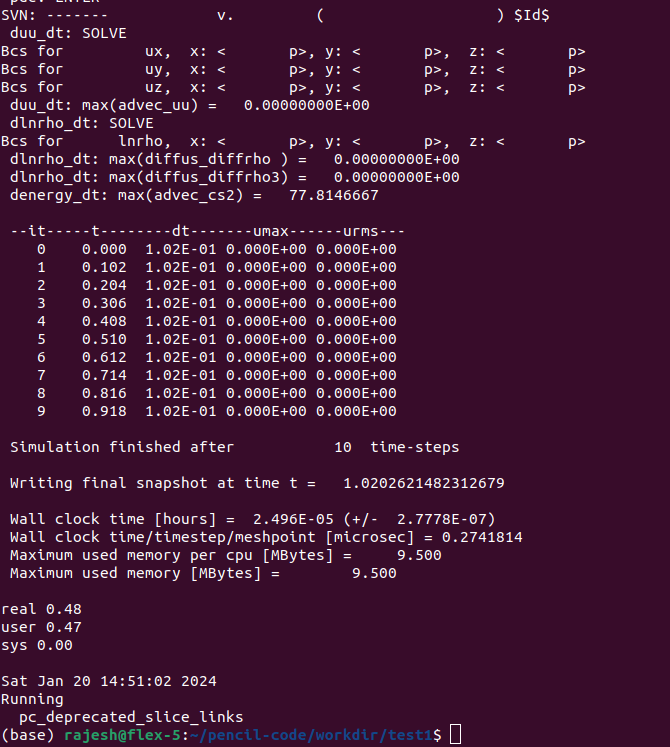 SVN: ------- v. ( ) $Id$
duu_dt: SOLVE
Bcs for ux, x: < p>, y: < p>, z: < p>
Bcs for uy, x: < p>, y: < p>, z: < p>
Bcs for uz, x: < p>, y: < p>, z: < p>
duu_dt: max(advec_uu) = 0.00000000E+00
dlnrho_dt: SOLVE
Bcs for lnrho, x: < p>, y: < p>, z: < p>
dlnrho_dt: max(diffus_diffrho ) = 0.00000000E+00
dlnrho_dt: max(diffus_diffrho3) = 0.00000000E+00
denergy_dt: max(advec_cs2) = 77.8146667
--it-----t--------dt-------umax------urms---
0 0.000 1.02E-01 0.000E+00 0.000E+00
1 0.102 1.02E-01 0.000E+00 0.000E+00
2 0.204 1.02E-01 0.000E+00 0.000E+00
3 0.306 1.02E-01 0.000E+00 0.000E+00
4 0.408 1.02E-01 0.000E+00 0.000E+00
5 0.510 1.02E-01 0.000E+00 0.000E+00
6 0.612 1.02E-01 0.000E+00 0.000E+00
7 0.714 1.02E-01 0.000E+00 0.000E+00
8 0.816 1.02E-01 0.000E+00 0.000E+00
9 0.918 1.02E-01 0.000E+00 0.000E+00
Simulation finished after 10 time-steps
Writing final snapshot at time t = 1.0202621482312679
Wall clock time [hours] = 2.496E-05 (+/- 2.7778E-07)
Wall clock time/timestep/meshpoint [microsec] = 0.2741814
Maximum used memory per cpu [MBytes] = 9.500
Maximum used memory [MBytes] = 9.500
real 0.48
user 0.47
sys 0.00
Sat Jan 20 14:51:02 2024
Running
pc_deprecated_slice_links
(base) rajesh@flex-5:~/pencil-code/workdir/test1$